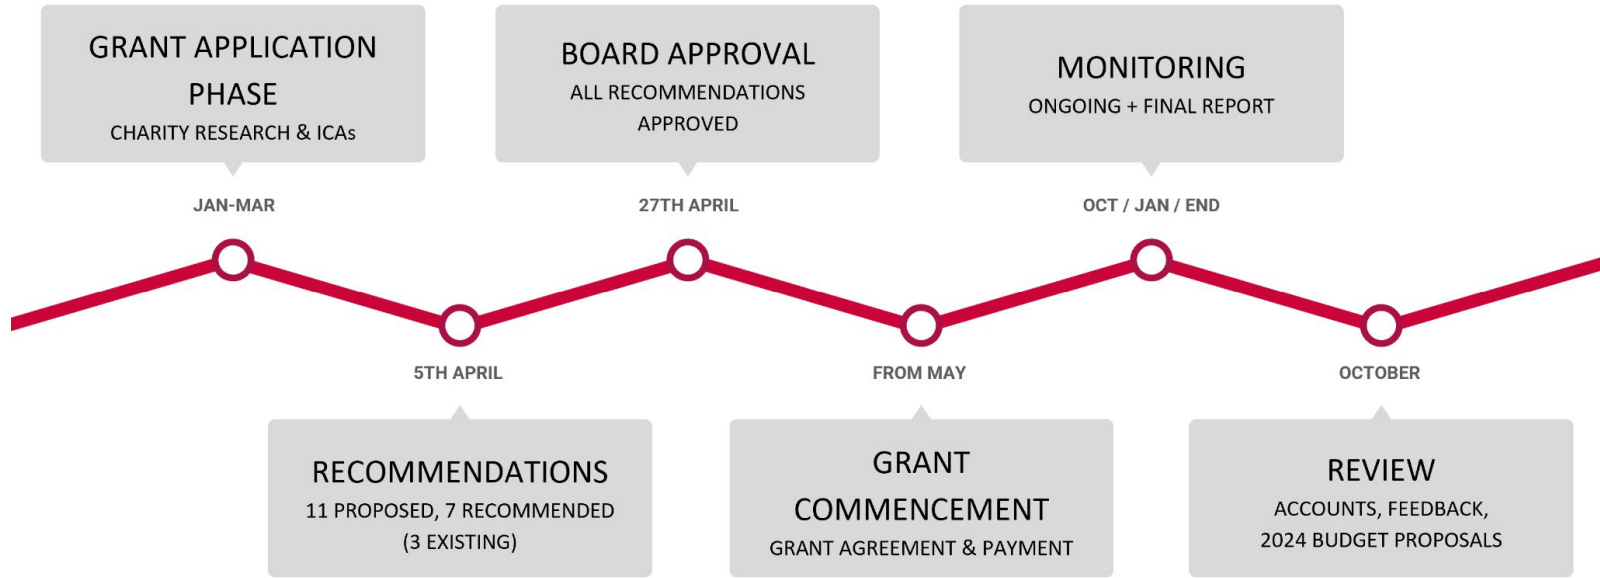 GRANT APPLICATION
PHASE
CHARITY RESEARCH & ICAs
JAN-MAR
5TH APRIL
RECOMMENDATIONS
11 PROPOSED, 7 RECOMMENDED
(3 EXISTING)
BOARD APPROVAL
ALL RECOMMENDATIONS
APPROVED
27TH APRIL
FROM MAY
GRANT
COMMENCEMENT
GRANT AGREEMENT & PAYMENT
MONITORING
ONGOING + FINAL REPORT
OCT / JAN / END
OCTOBER
REVIEW
ACCOUNTS, FEEDBACK,
2024 BUDGET PROPOSALS